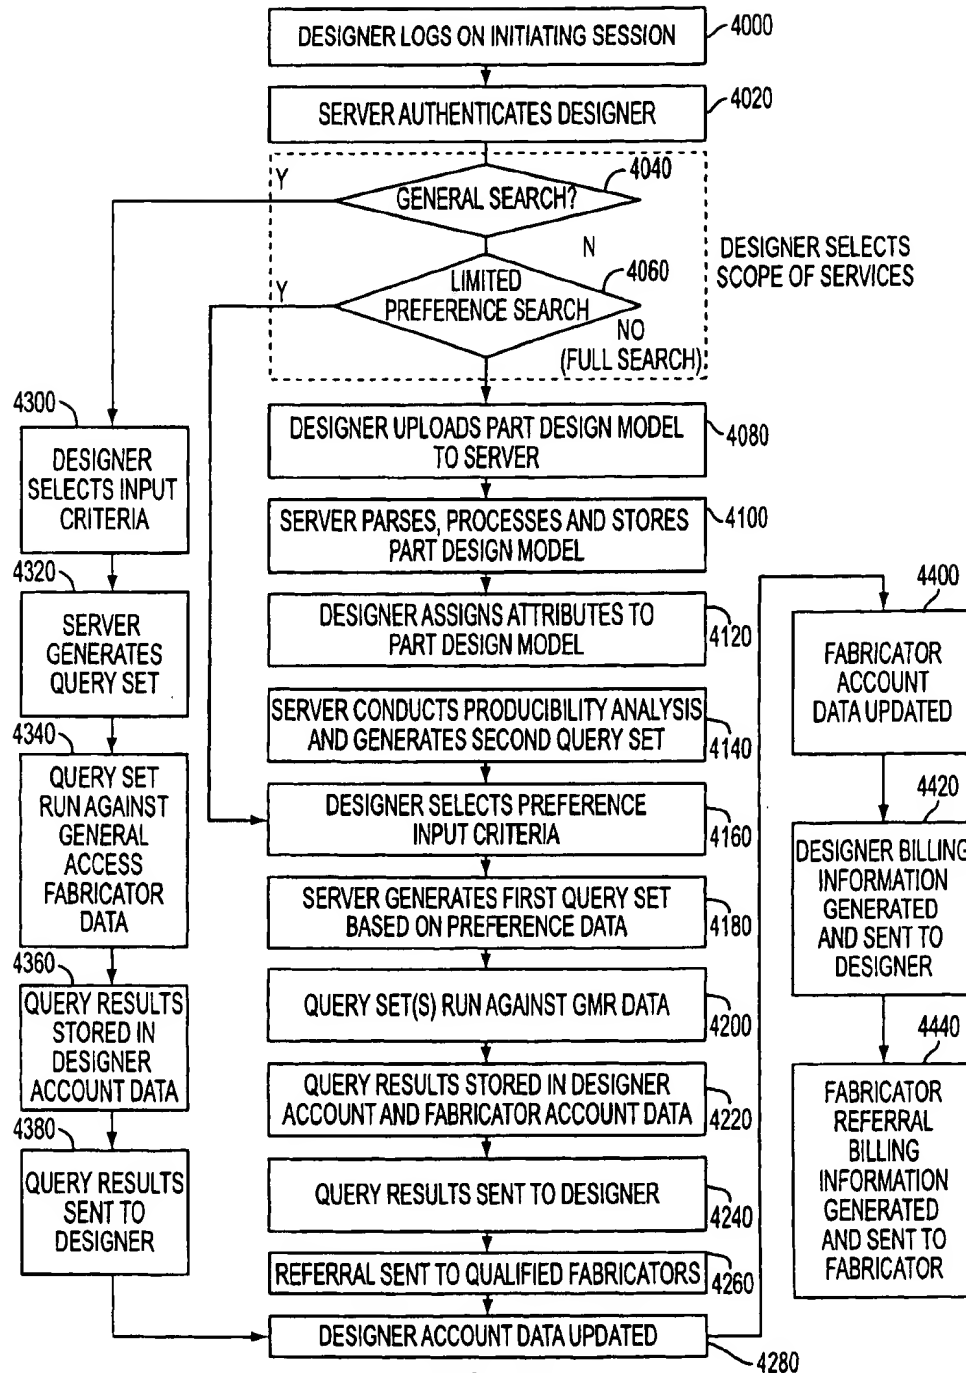 DESIGNER LOGS ON INITIATING SESSION
4000
SERVER AUTHENTICATES DESIGNER
4020
Y
GENERAL SEARCH?
4040
N
Y
LIMITED
PREFERENCE SEARCH
4060
NO
(FULL SEARCH)
DESIGNER SELECTS
SCOPE OF SERVICES
DESIGNER UPLOADS PART DESIGN MODEL
TO SERVER
4080
SERVER PARSES, PROCESSES AND STORES
PART DESIGN MODEL
4100
DESIGNER ASSIGNS ATTRIBUTES TO
PART DESIGN MODEL
4120
SERVER CONDUCTS PRODUCIBILITY ANALYSIS
AND GENERATES SECOND QUERY SET
4140
DESIGNER SELECTS PREFERENCE
INPUT CRITERIA
4160
SERVER GENERATES FIRST QUERY SET
BASED ON PREFERENCE DATA
4180
QUERY SET(S) RUN AGAINST GMR DATA
4200
QUERY RESULTS STORED IN DESIGNER
ACCOUNT AND FABRICATOR ACCOUNT DATA
4220
QUERY RESULTS SENT TO DESIGNER
4240
REFERRAL SENT TO QUALIFIED FABRICATORS
4260
DESIGNER ACCOUNT DATA UPDATED
4280
4300
DESIGNER
SELECTS INPUT
CRITERIA
4320
SERVER
GENERATES
QUERY SET
4340
QUERY SET
RUN AGAINST
GENERAL
ACCESS
FABRICATOR
DATA
4360
QUERY RESULTS
STORED IN
DESIGNER
ACCOUNT DATA
4380
QUERY RESULTS
SENT TO
DESIGNER
4400
FABRICATOR
ACCOUNT
DATA UPDATED
4420
DESIGNER BILLING
INFORMATION
GENERATED
AND SENT TO
DESIGNER
4440
FABRICATOR
REFERRAL
BILLING
INFORMATION
GENERATED
AND SENT TO
FABRICATOR